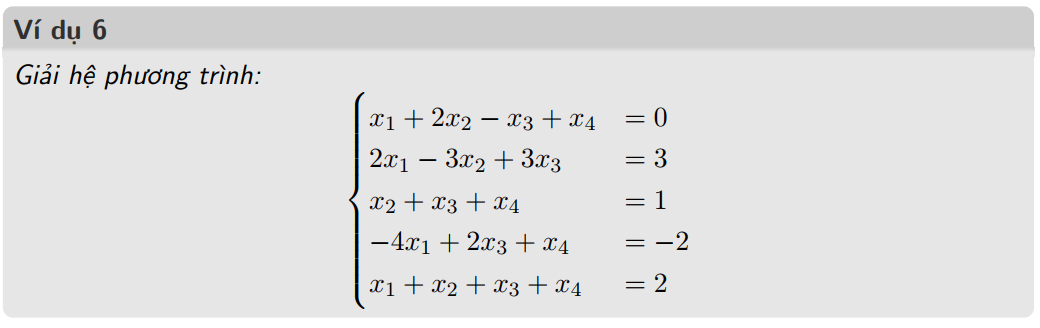 Ví dụ 6
Giải hệ phương trình:
x₁ + 2x₂ − x₃ + x₄ = 0
2x₁ − 3x₂ + 3x₃ = 3
x₂ + x₃ + x₄ = 1
−4x₁ + 2x₃ + x₄ = −2
x₁ + x₂ + x₃ + x₄ = 2